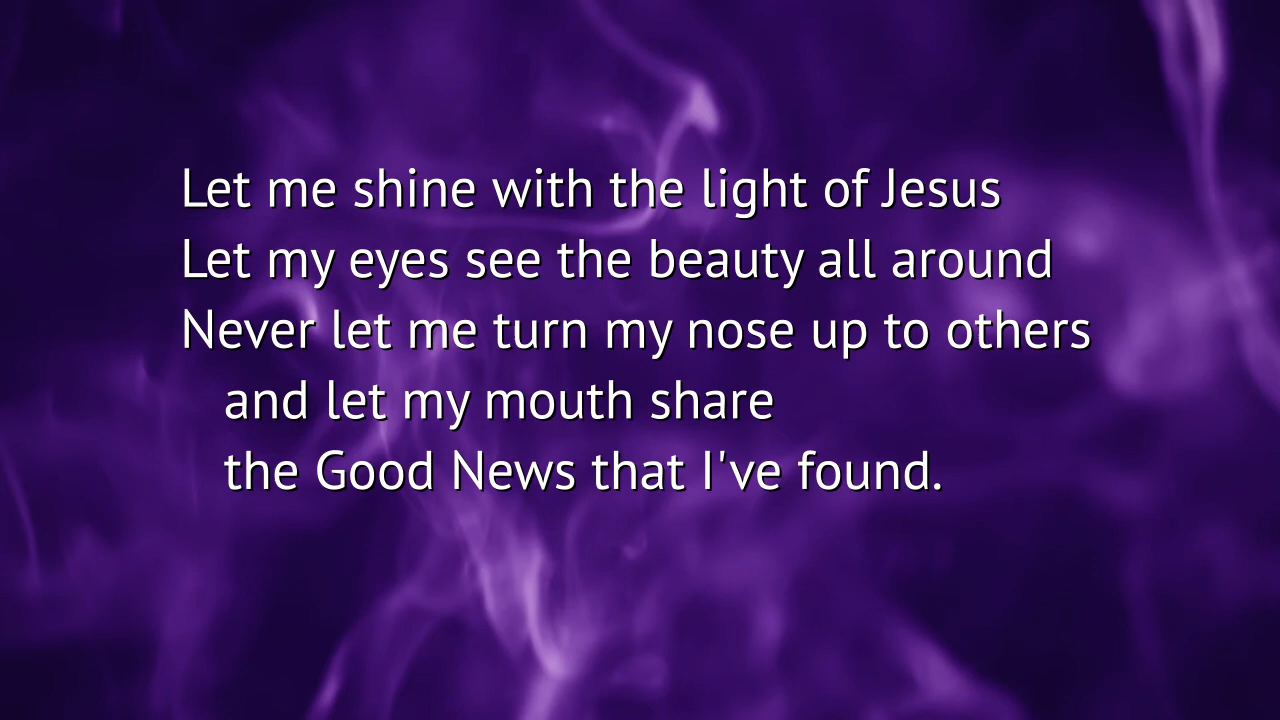 Let me shine with the light of Jesus
Let my eyes see the beauty all around
Never let me turn my nose up to others
and let my mouth share
the Good News that I've found.